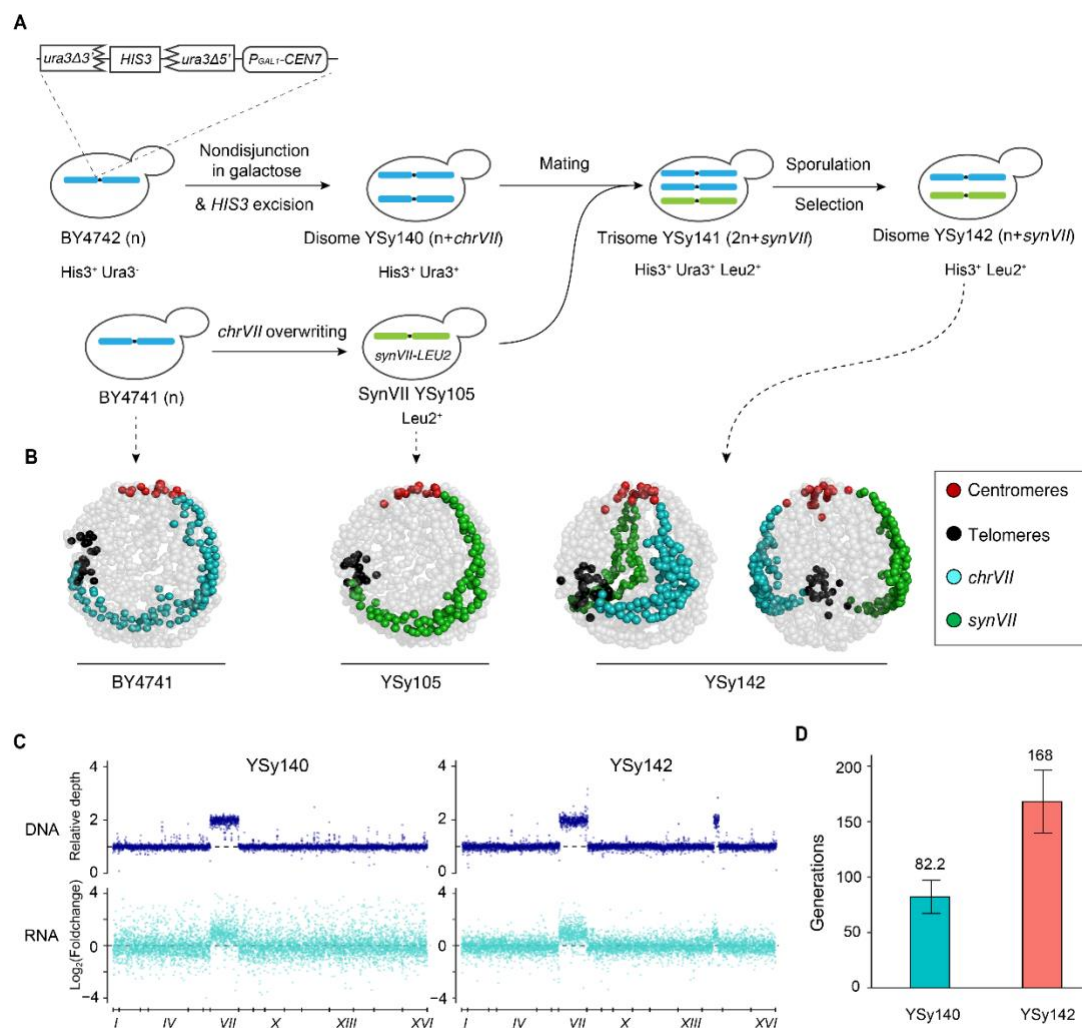 A
ura3Δ3' HIS3 ura3Δ5' PGAL1-CEN7
Nondisjunction
in galactose
& HIS3 excision
Mating
Sporulation
Selection
BY4742 (n)
Disome YSy140 (n+chrVII)
Trisome YSy141 (2n+synVII)
Disome YSy142 (n+synVII)
His3⁺ Ura3⁻
His3⁺ Ura3⁺
His3⁺ Ura3⁺ Leu2⁺
His3⁺ Leu2⁺
chrVII overwriting
synVII-LEU2
BY4741 (n)
SynVII YSy105
Leu2⁺
B
Centromeres
Telomeres
chrVII
synVII
BY4741
YSy105
YSy142
C
YSy140
YSy142
DNA
Relative depth
4
2
0
4
2
0
RNA
Log₂(Foldchange)
4
2
0
−4
4
2
0
−4
I IV VII X XIII XVI
I IV VII X XIII XVI
D
Generations
200
150
100
50
0
82.2
168
YSy140
YSy142